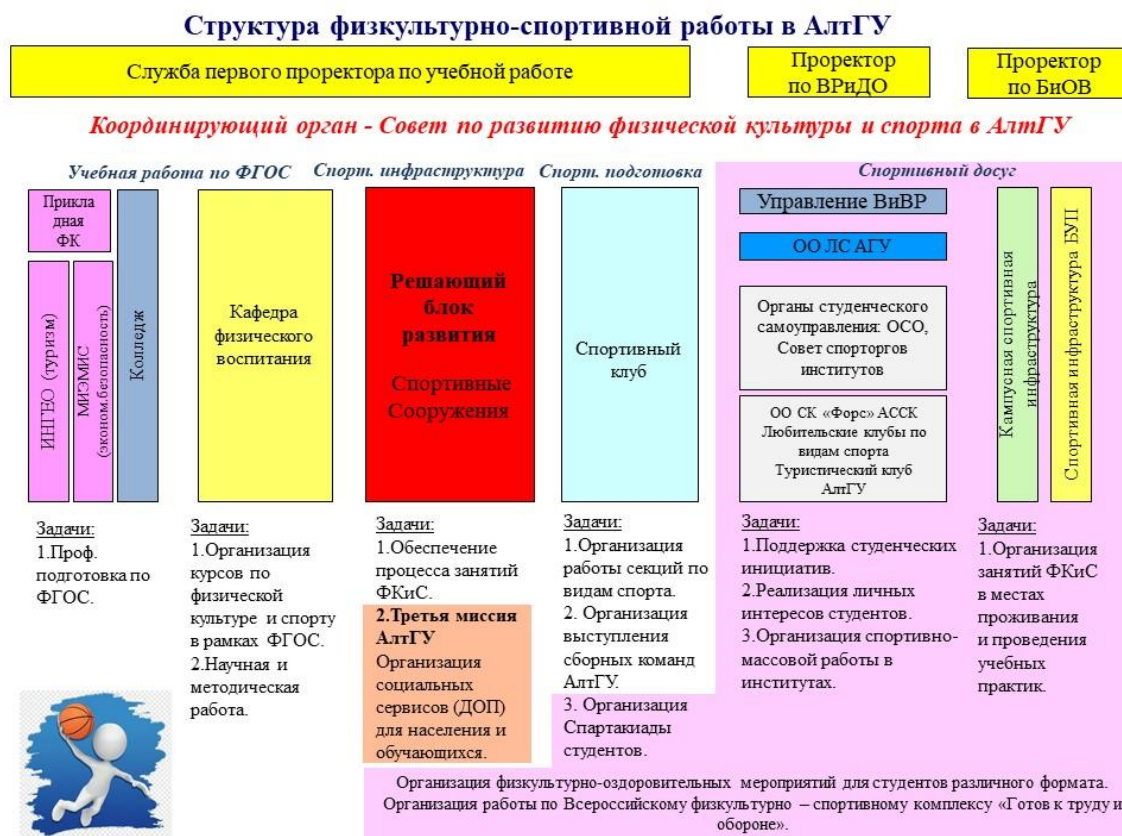 Структура физкультурно-спортивной работы в АлтГУ
Служба первого проректора по учебной работе
Проректор
по ВРиДО
Проректор
по БиОВ
Координирующий орган - Совет по развитию физической культуры и спорта в АлтГУ
Учебная работа по ФГОС
Спорт. инфраструктура
Спорт. подготовка
Спортивный досуг
Прикла
дная
ФК
ИНГЕО (туризм)
МИЭМИС
(эконом.безопасность)
Колледж
Кафедра
физического
воспитания
Решающий
блок
развития
Спортивные
Сооружения
Спортивный
клуб
Управление ВиВР
ОО ЛС АГУ
Органы студенческого
самоуправления: ОСО,
Совет спорторгов
институтов
ОО СК «Форс» АССК
Любительские клубы по
видам спорта
Туристический клуб
АлтГУ
Кампусная спортивная
инфраструктура
Спортивная инфраструктура БУП
Задачи:
1.Проф.
подготовка по
ФГОС.
Задачи:
1.Организация
курсов по
физической
культуре и спорту
в рамках ФГОС.
2.Научная и
методическая
работа.
Задачи:
1.Обеспечение
процесса занятий
ФКиС.
2.Третья миссия
АлтГУ
Организация
социальных
сервисов (ДОП)
для населения и
обучающихся.
Задачи:
1.Организация
работы секций по
видам спорта.
2. Организация
выступления
сборных команд
АлтГУ.
3. Организация
Спартакиады
студентов.
Задачи:
1.Поддержка студенческих
инициатив.
2.Реализация личных
интересов студентов.
3.Организация спортивно-
массовой работы в
институтах.
Задачи:
1.Организация
занятий ФКиС
в местах
проживания
и проведения
учебных
практик.
Организация физкультурно-оздоровительных мероприятий для студентов различного формата.
Организация работы по Всероссийскому физкультурно – спортивному комплексу «Готов к труду и
обороне».